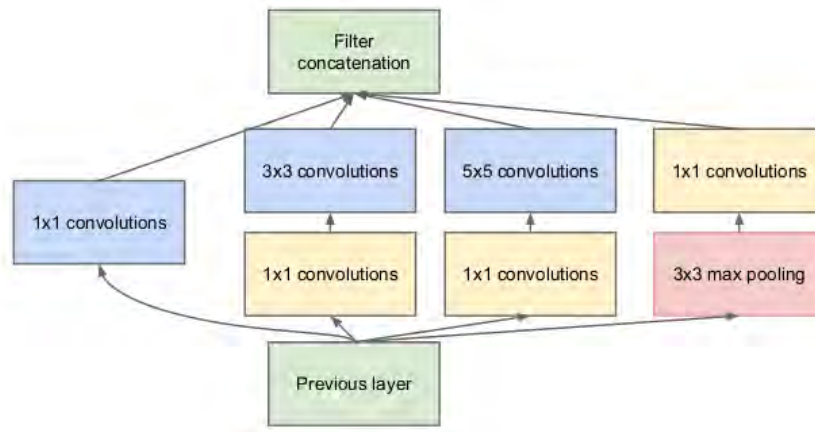 Filter
concatenation
3x3 convolutions
5x5 convolutions
1x1 convolutions
1x1 convolutions
1x1 convolutions
1x1 convolutions
3x3 max pooling
Previous layer